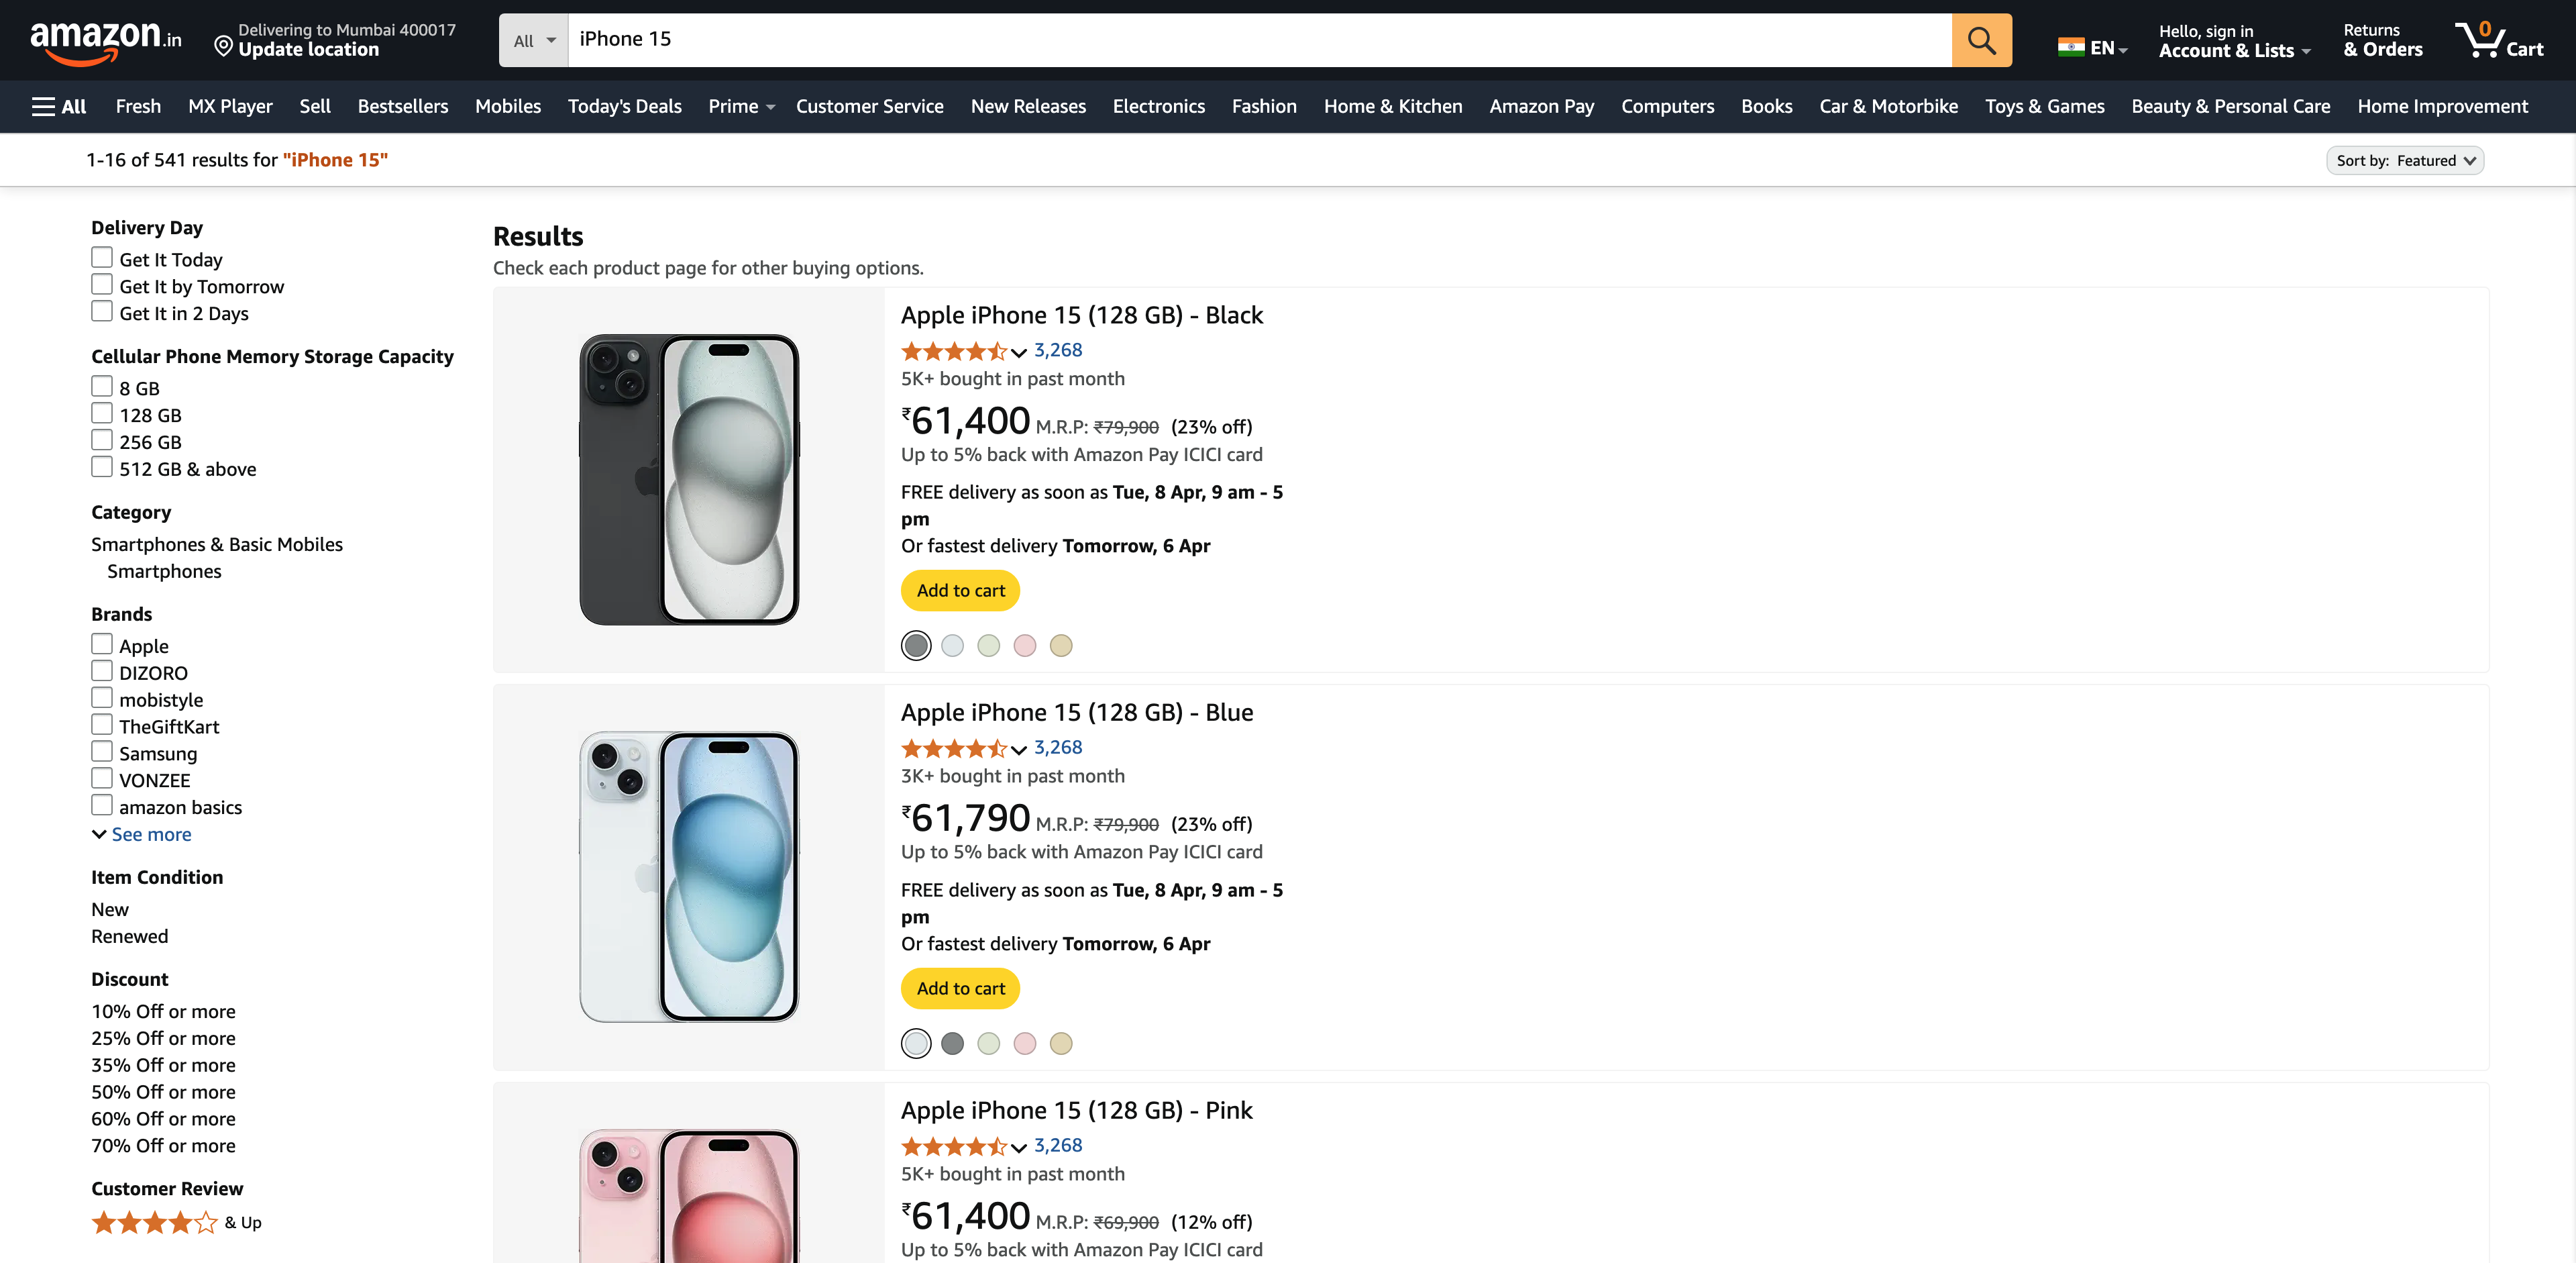 amazon.in
Delivering to Mumbai 400017
Update location
All
iPhone 15
EN
Hello, sign in
Account & Lists
Returns
& Orders
0
Cart
All Fresh MX Player Sell Bestsellers Mobiles Today's Deals Prime Customer Service New Releases Electronics Fashion Home & Kitchen Amazon Pay Computers Books Car & Motorbike Toys & Games Beauty & Personal Care Home Improvement
1-16 of 541 results for "iPhone 15"
Sort by: Featured
Delivery Day
Get It Today
Get It by Tomorrow
Get It in 2 Days
Cellular Phone Memory Storage Capacity
8 GB
128 GB
256 GB
512 GB & above
Category
Smartphones & Basic Mobiles
Smartphones
Brands
Apple
DIZORO
mobistyle
TheGiftKart
Samsung
VONZEE
amazon basics
See more
Item Condition
New
Renewed
Discount
10% Off or more
25% Off or more
35% Off or more
50% Off or more
60% Off or more
70% Off or more
Customer Review
& Up
Results
Check each product page for other buying options.
Apple iPhone 15 (128 GB) - Black
3,268
5K+ bought in past month
₹61,400 M.R.P: ₹79,900 (23% off)
Up to 5% back with Amazon Pay ICICI card
FREE delivery as soon as Tue, 8 Apr, 9 am - 5
pm
Or fastest delivery Tomorrow, 6 Apr
Add to cart
Apple iPhone 15 (128 GB) - Blue
3,268
3K+ bought in past month
₹61,790 M.R.P: ₹79,900 (23% off)
Up to 5% back with Amazon Pay ICICI card
FREE delivery as soon as Tue, 8 Apr, 9 am - 5
pm
Or fastest delivery Tomorrow, 6 Apr
Add to cart
Apple iPhone 15 (128 GB) - Pink
3,268
5K+ bought in past month
₹61,400 M.R.P: ₹69,900 (12% off)
Up to 5% back with Amazon Pay ICICI card